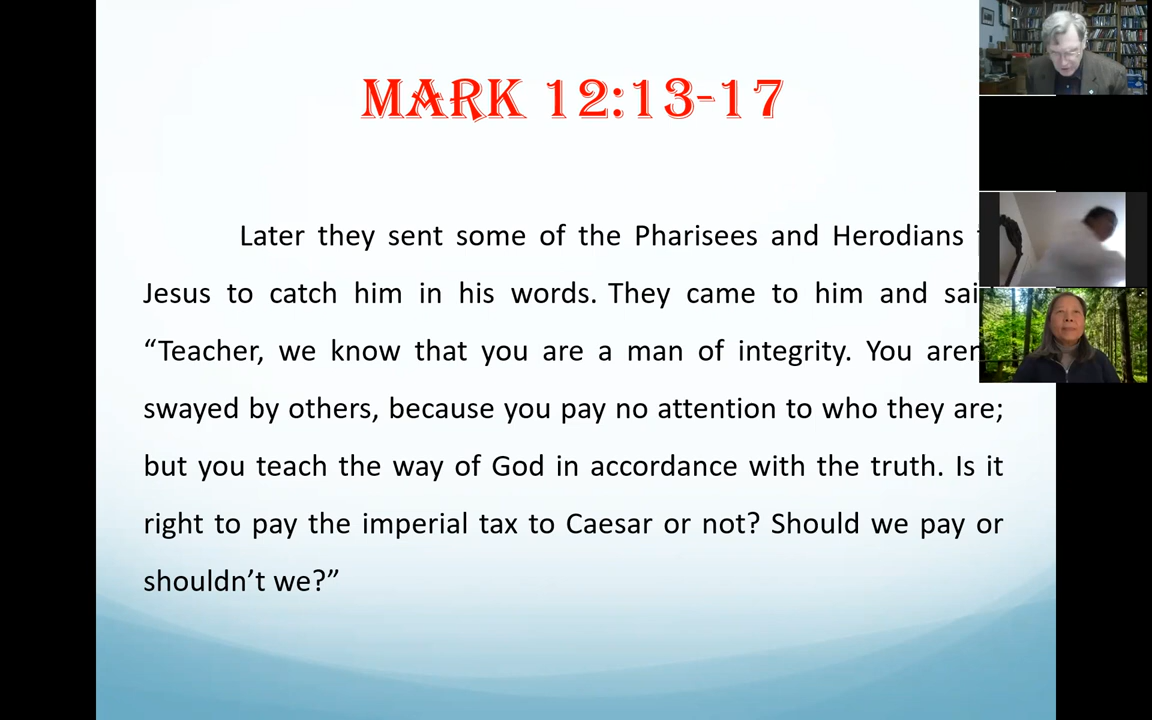 MARK 12:13-17
Later they sent some of the Pharisees and Herodians
Jesus to catch him in his words. They came to him and
“Teacher, we know that you are a man of integrity. You
swayed by others, because you pay no attention to who they are;
but you teach the way of God in accordance with the truth. Is it
right to pay the imperial tax to Caesar or not? Should we pay or
shouldn’t we?”